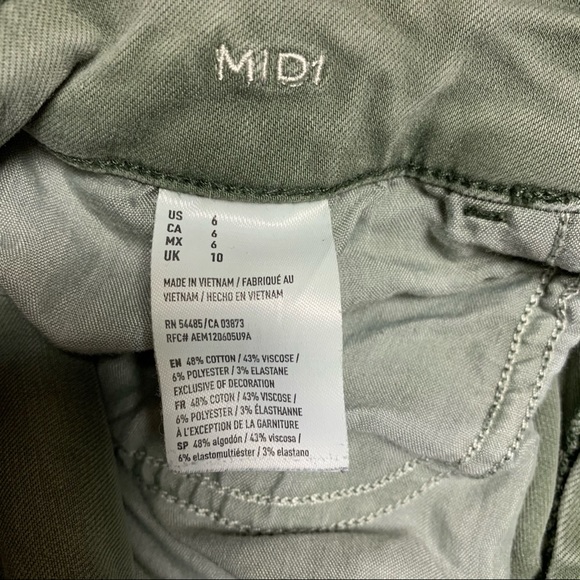 MIDI
US 6
CA 6
MX 6
UK 10
MADE IN VIETNAM / FABRIQUÉ AU
VIETNAM / HECHO EN VIETNAM
RN 54485/CA 03873
RFC# AEM120605U9A
EN 48% COTTON / 43% VISCOSE /
6% POLYESTER / 3% ELASTANE
EXCLUSIVE OF DECORATION
FR 48% COTON / 43% VISCOSE /
6% POLYESTER / 3% ÉLASTHANNE
À L'EXCEPTION DE LA GARNITURE
SP 48% algodón / 43% viscosa /
6% elastomultiéster / 3% elastano